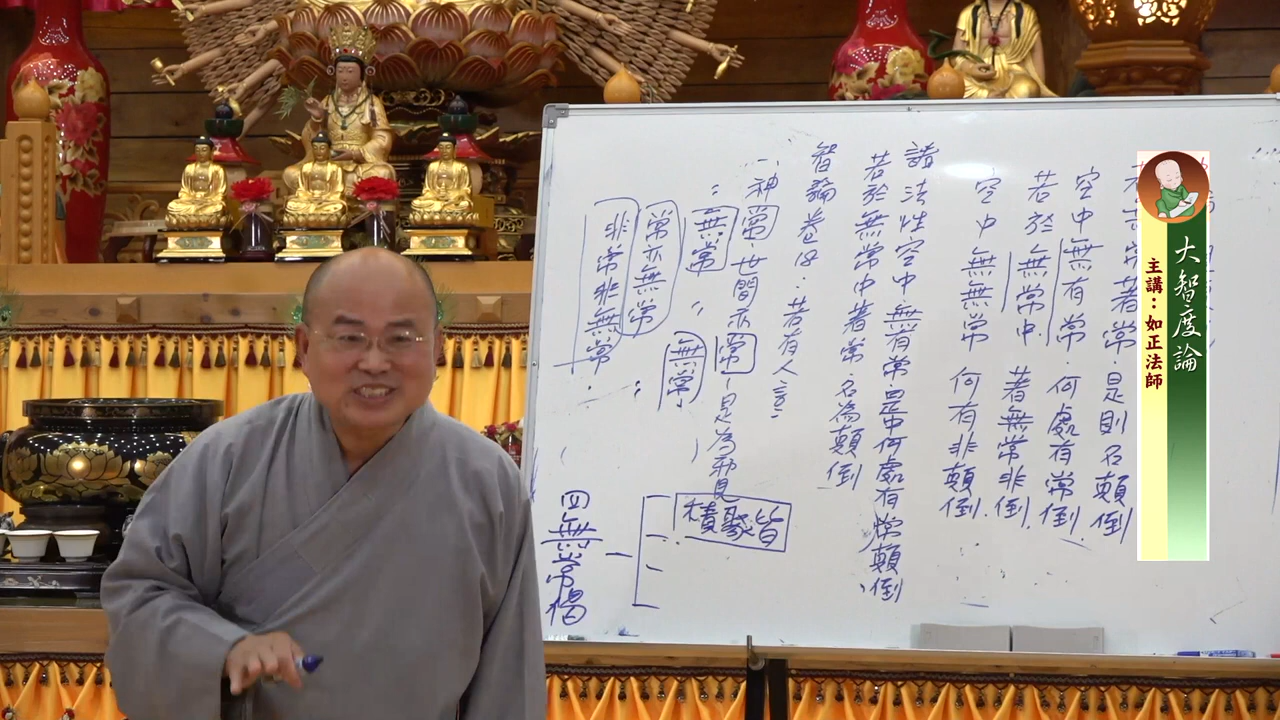 大智度論
主講：如正法師
著常是則名顛倒
空中無有常．何處有常倒．
若於無常中．著無常非倒．
空中無無常 何有非顛倒．
諸法性空中無有常．是中何處有常顛倒
若於無常中著常．名為顛倒
智論卷18：若有人言
一神常．世間亦常－是為邪見
〃無常 〃 無常
常亦無常
非常非無常
四無常偈
積聚皆